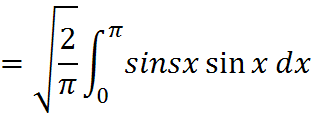 = √(2/π) ∫₀^π sinsx sin x dx